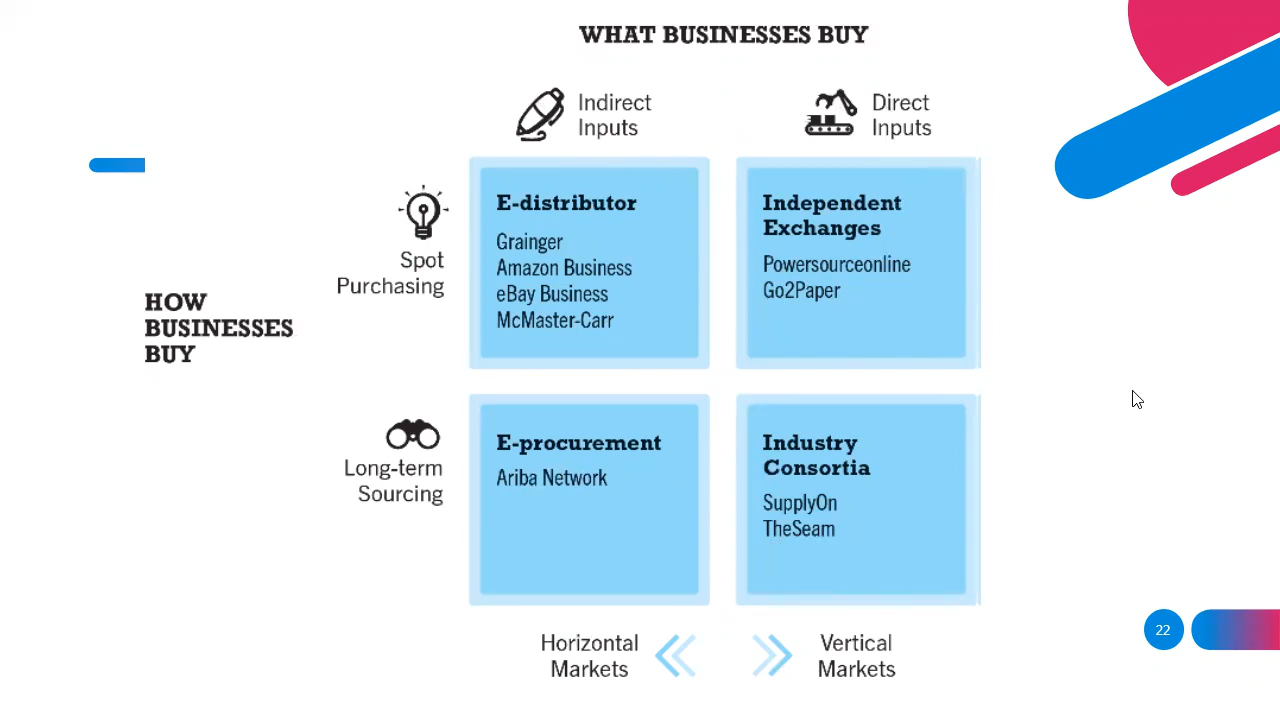 WHAT BUSINESSES BUY
Indirect
Inputs
Direct
Inputs
HOW
BUSINESSES
BUY
Spot
Purchasing
E-distributor
Grainger
Amazon Business
eBay Business
McMaster-Carr
Independent
Exchanges
Powersourceonline
Go2Paper
Long-term
Sourcing
E-procurement
Ariba Network
Industry
Consortia
SupplyOn
TheSeam
Horizontal
Markets
Vertical
Markets
22